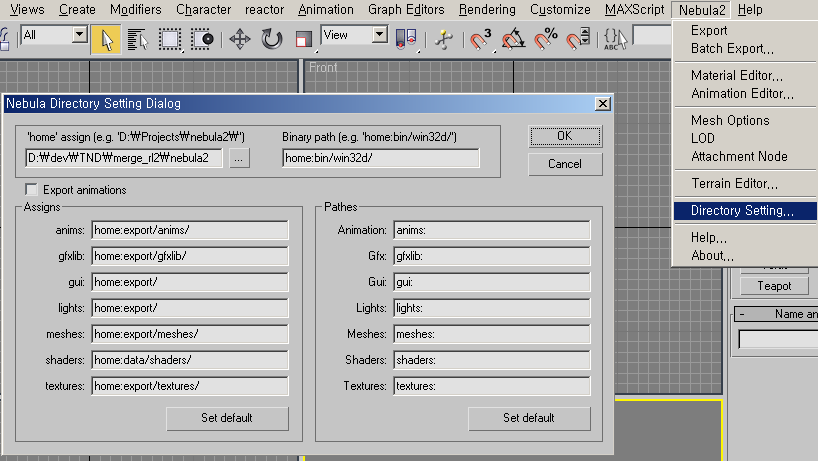 Views Create Modifiers Character reactor Animation Graph Editors Rendering Customize MAXScript Nebula2 Help
All View 3 % ABC
Export
Batch Export...
Material Editor...
Animation Editor...
Mesh Options
LOD
Attachment Node
Terrain Editor...
Directory Setting...
Help...
About...
Teapot
Front
Nebula Directory Setting Dialog
'home' assign (e.g. 'D:₩Projects₩nebula2₩') Binary path (e.g. 'home:bin/win32d/')
D:₩dev₩TND₩merge_rl2₩nebula2 ... home:bin/win32d/
OK
Cancel
Export animations
Assigns
anims: home:export/anims/
gfxlib: home:export/gfxlib/
gui: home:export/
lights: home:export/
meshes: home:export/meshes/
shaders: home:data/shaders/
textures: home:export/textures/
Set default
Pathes
Animation: anims:
Gfx: gfxlib:
Gui: gui:
Lights: lights:
Meshes: meshes:
Shaders: shaders:
Textures: textures:
Set default
- Name an